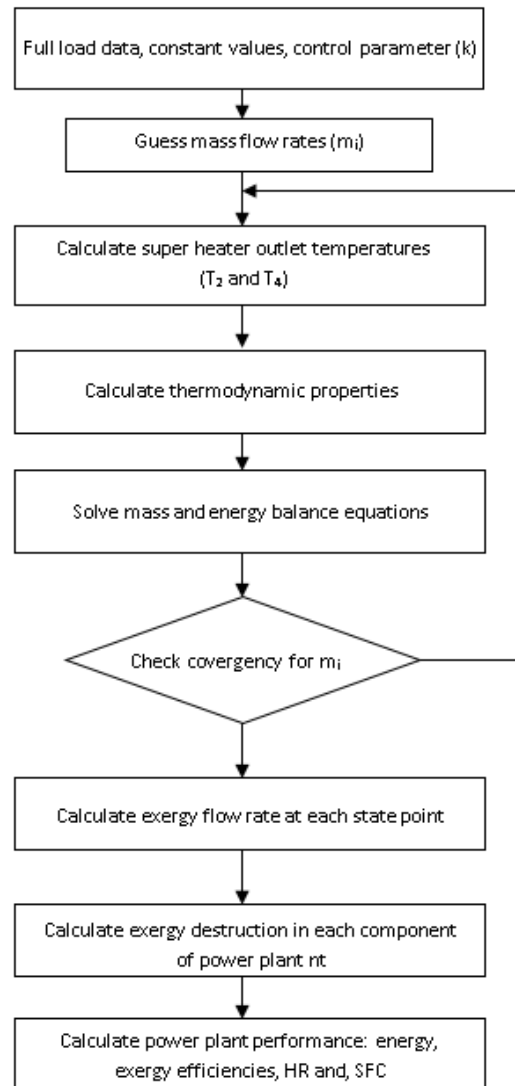 Full load data, constant values, control parameter (k)
Guess mass flow rates (mᵢ)
Calculate super heater outlet temperatures
(T₂ and T₄)
Calculate thermodynamic properties
Solve mass and energy balance equations
Check covergency for mᵢ
Calculate exergy flow rate at each state point
Calculate exergy destruction in each component
of power plant nt
Calculate power plant performance: energy,
exergy efficiencies, HR and, SFC